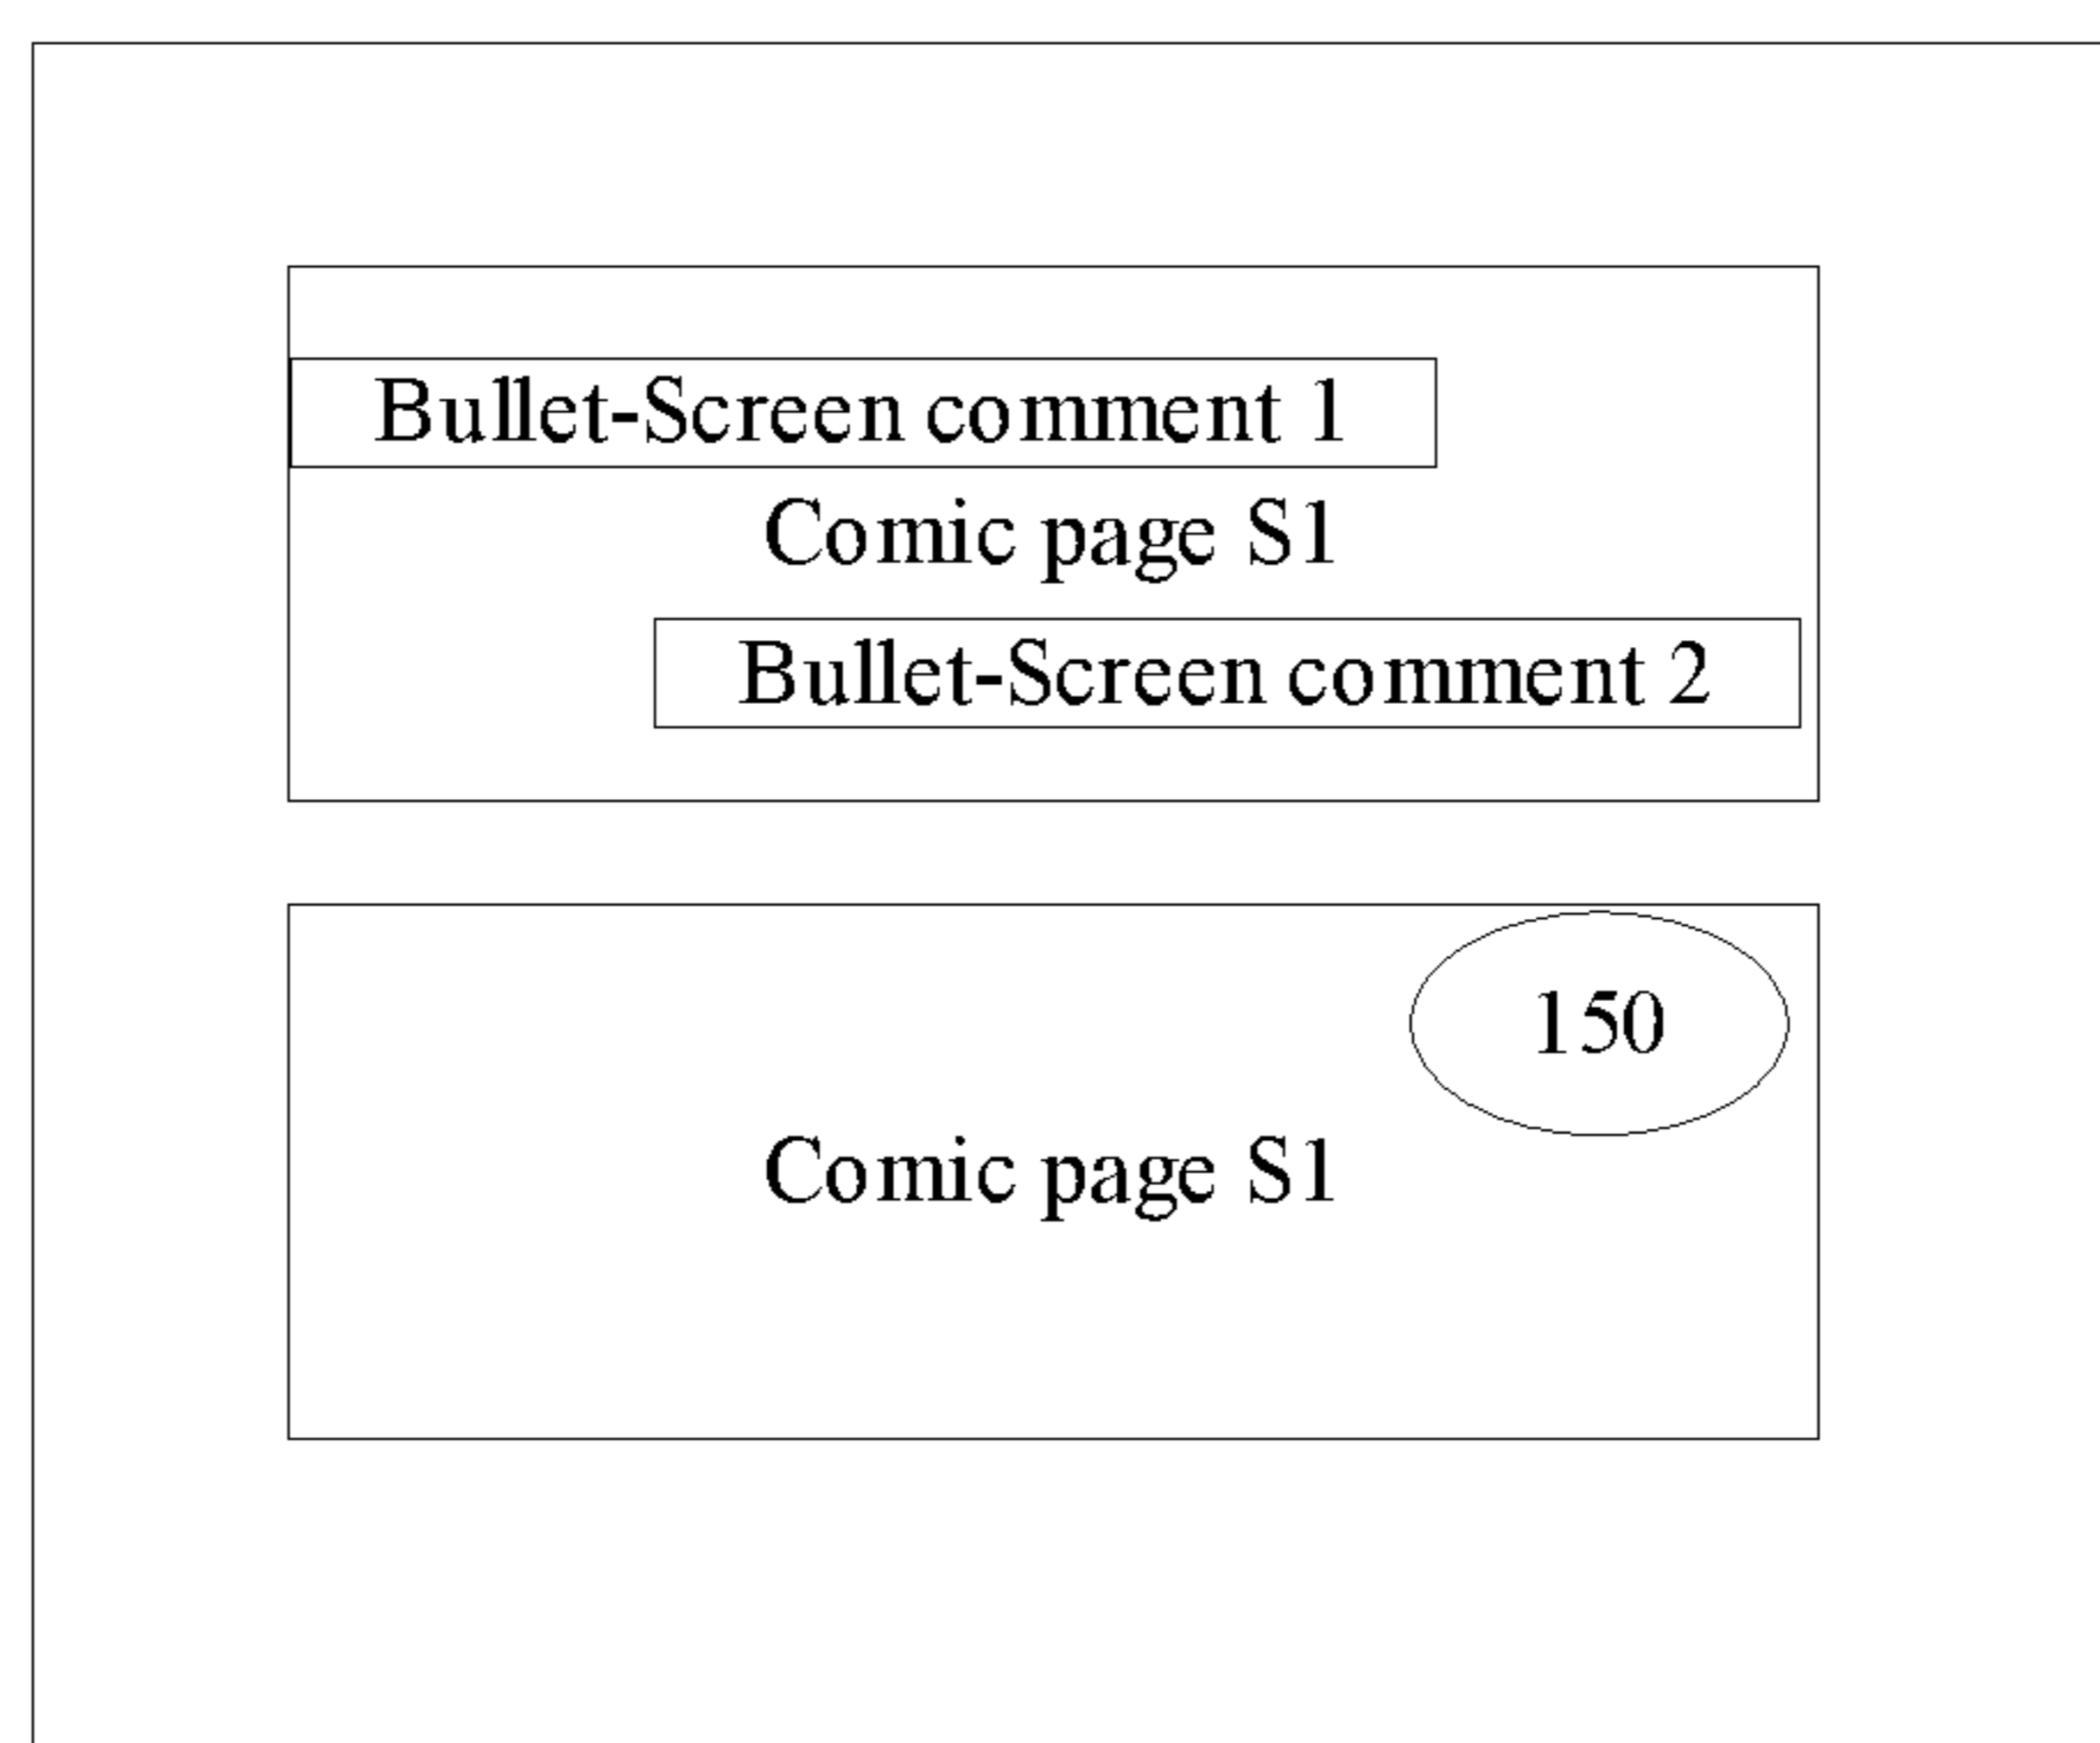 Bullet-Screen comment 1
Comic page S1
Bullet-Screen comment 2
150
Comic page S1